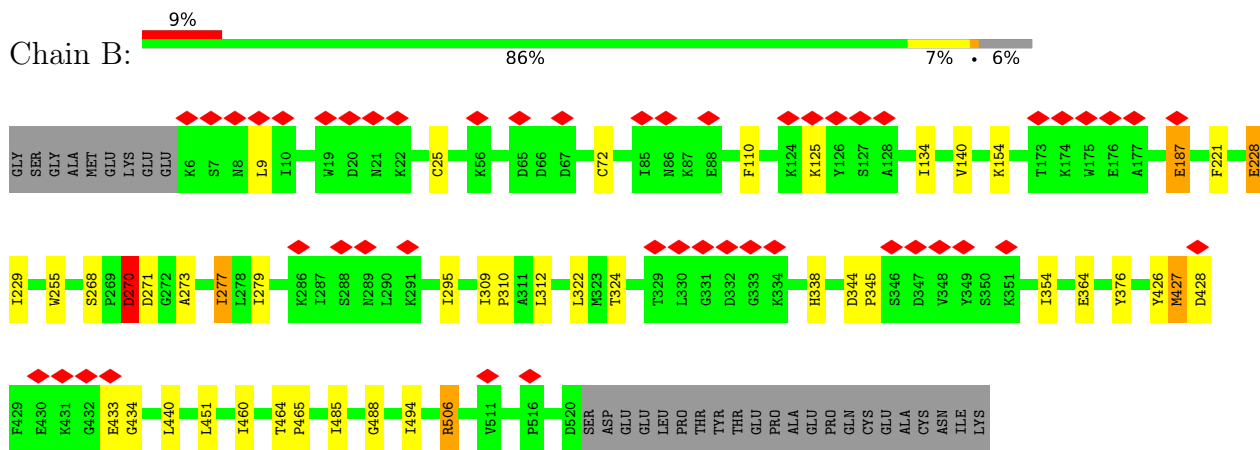 9%
Chain B:
86% 7% • 6%
GLY SER GLY ALA MET GLU LYS GLU GLU K6 S7 N8 L9 I10 W19 D20 N21 K22 C25 K56 D65 D66 D67 C72 I85 N86 K87 E88 F110 K124 K125 Y126 S127 A128 I134 V140 K154 T173 K174 W175 E176 A177 E187 F221 E228
I229 W255 S268 P269 D270 D271 G272 A273 I277 L278 I279 K286 I287 S288 N289 L290 K291 I295 I309 P310 A311 L312 L322 M323 T324 T329 L330 G331 D332 G333 K334 H338 D344 P345 S346 D347 V348 Y349 S350 K351 I354 E364 Y376 Y426 M427 D428
F429 E430 K431 G432 E433 G434 L440 L451 I460 T464 P465 I485 G488 I494 R506 V511 P516 D520 SER ASP GLU GLU LEU PRO THR TYR THR GLU PRO ALA GLU PRO GLN CYS GLU ALA CYS ASN ILE LYS